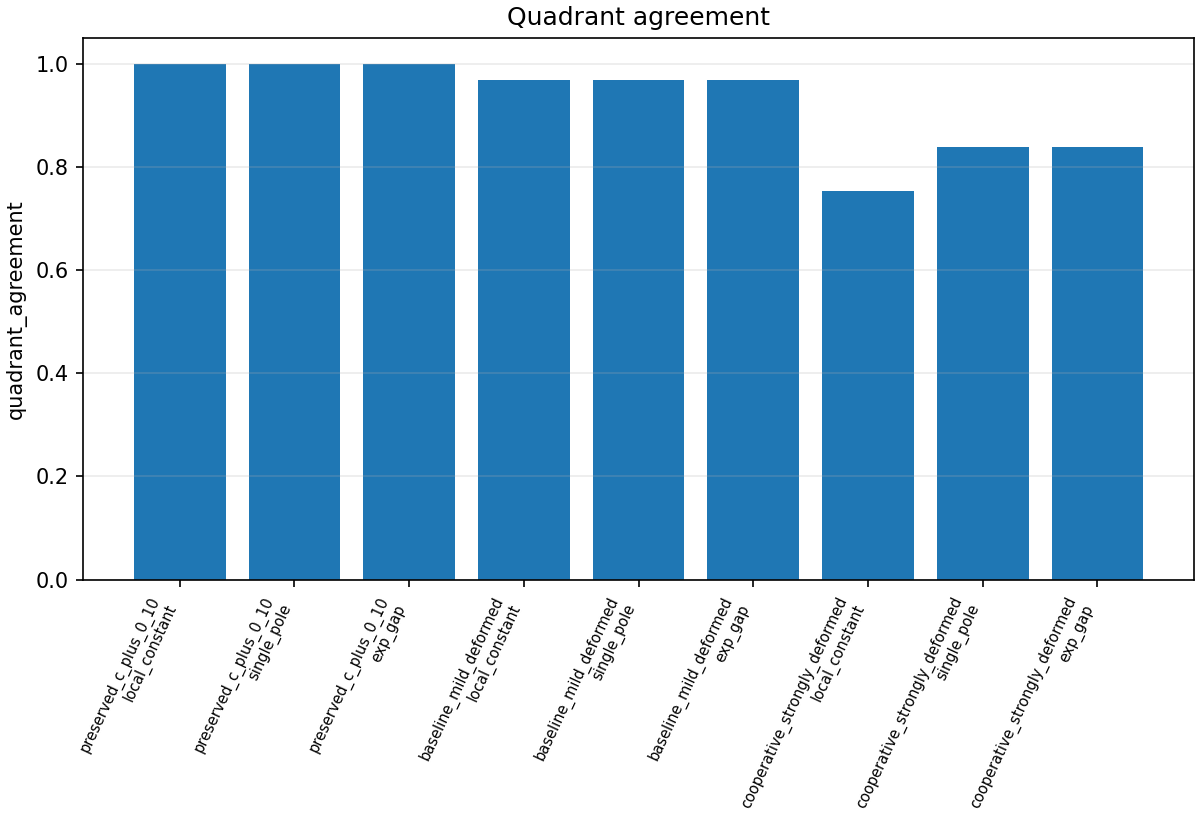 Quadrant agreement
quadrant_agreement
1.0
0.8
0.6
0.4
0.2
0.0
preserved_c_plus_0_10
local_constant
preserved_c_plus_0_10
single_pole
preserved_c_plus_0_10
exp_gap
baseline_mild_deformed
local_constant
baseline_mild_deformed
single_pole
baseline_mild_deformed
exp_gap
cooperative_strongly_deformed
local_constant
cooperative_strongly_deformed
single_pole
cooperative_strongly_deformed
exp_gap